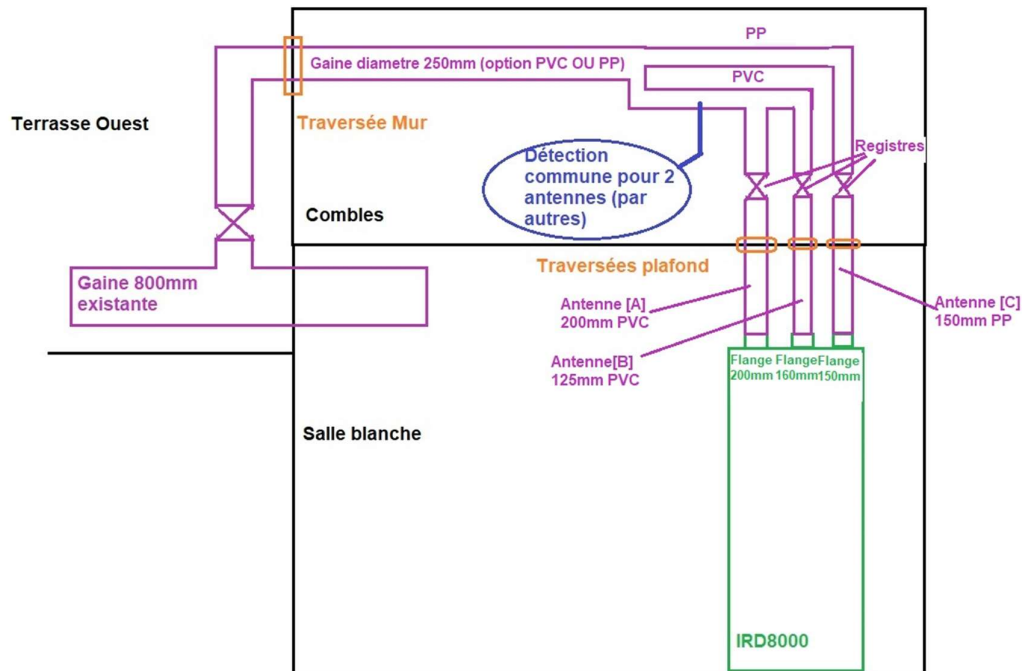 PP
Gaine diametre 250mm (option PVC OU PP)
PVC
Terrasse Ouest
Traversée Mur
Registres
Détection
commune pour 2
antennes (par
autres)
Combles
Traversées plafond
Gaine 800mm
existante
Antenne [A]
200mm PVC
Antenne [C]
150mm PP
Antenne[B]
125mm PVC
Flange Flange Flange
200mm 160mm 150mm
Salle blanche
IRD8000